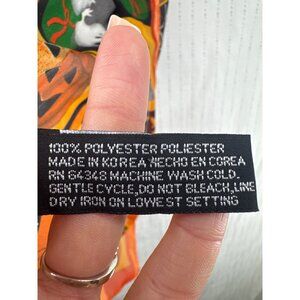 100% POLYESTER POLIESTER
MADE IN KOREA HECHO EN COREA
RN 64348 MACHINE WASH COLD.
GENTLE CYCLE, DO NOT BLEACH, LINE
DRY IRON ON LOWEST SETTING